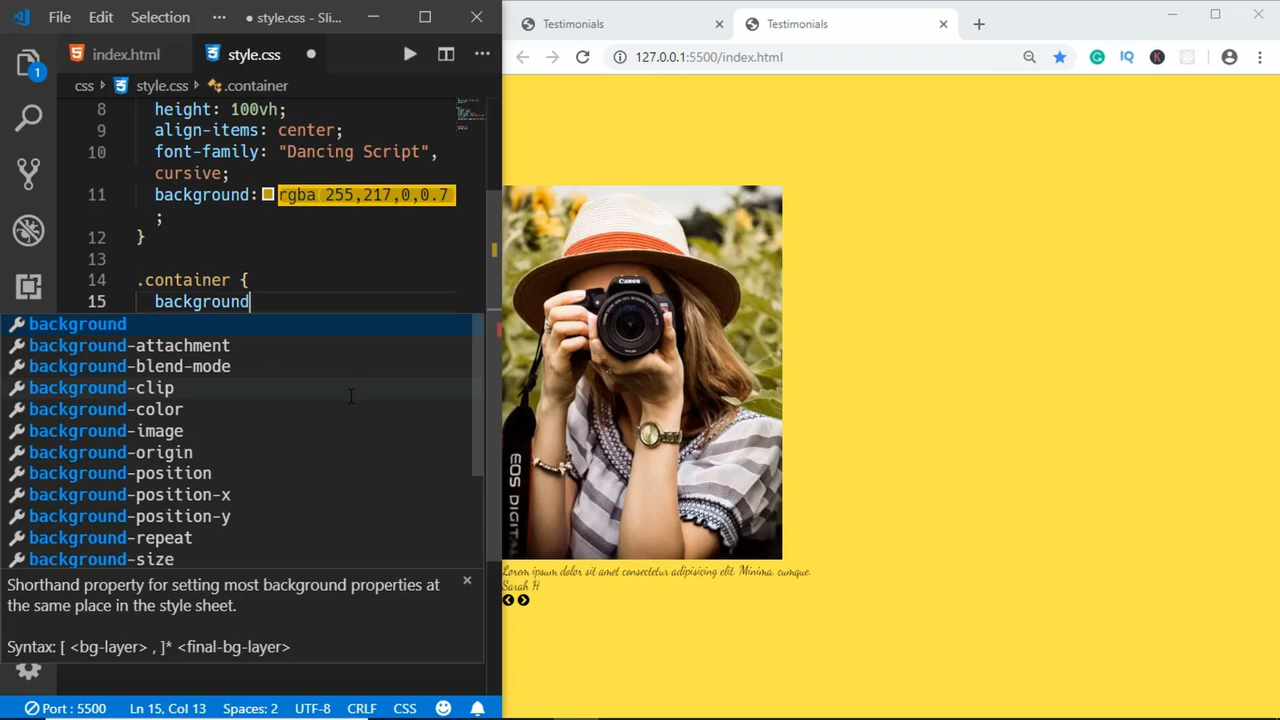 File Edit Selection ··· ● style.css - Sli...
index.html style.css ● ···
css › style.css › .container
8 height: 100vh;
9 align-items: center;
10 font-family: "Dancing Script",
cursive;
11 background: rgba(255,217,0,0.7
;
12 }
13
14 .container {
15 background
background
background-attachment
background-blend-mode
background-clip
background-color
background-image
background-origin
background-position
background-position-x
background-position-y
background-repeat
background-size
Shorthand property for setting most background properties at
the same place in the style sheet.
Syntax: [ <bg-layer> , ]* <final-bg-layer>
1
Port : 5500 Ln 15, Col 13 Spaces: 2 UTF-8 CRLF CSS
Testimonials Testimonials
127.0.0.1:5500/index.html
IQ K
Canon
EOS DIGITAL
Lorem ipsum dolor sit amet consectetur adipisicing elit. Minima, cumque.
Sarah H